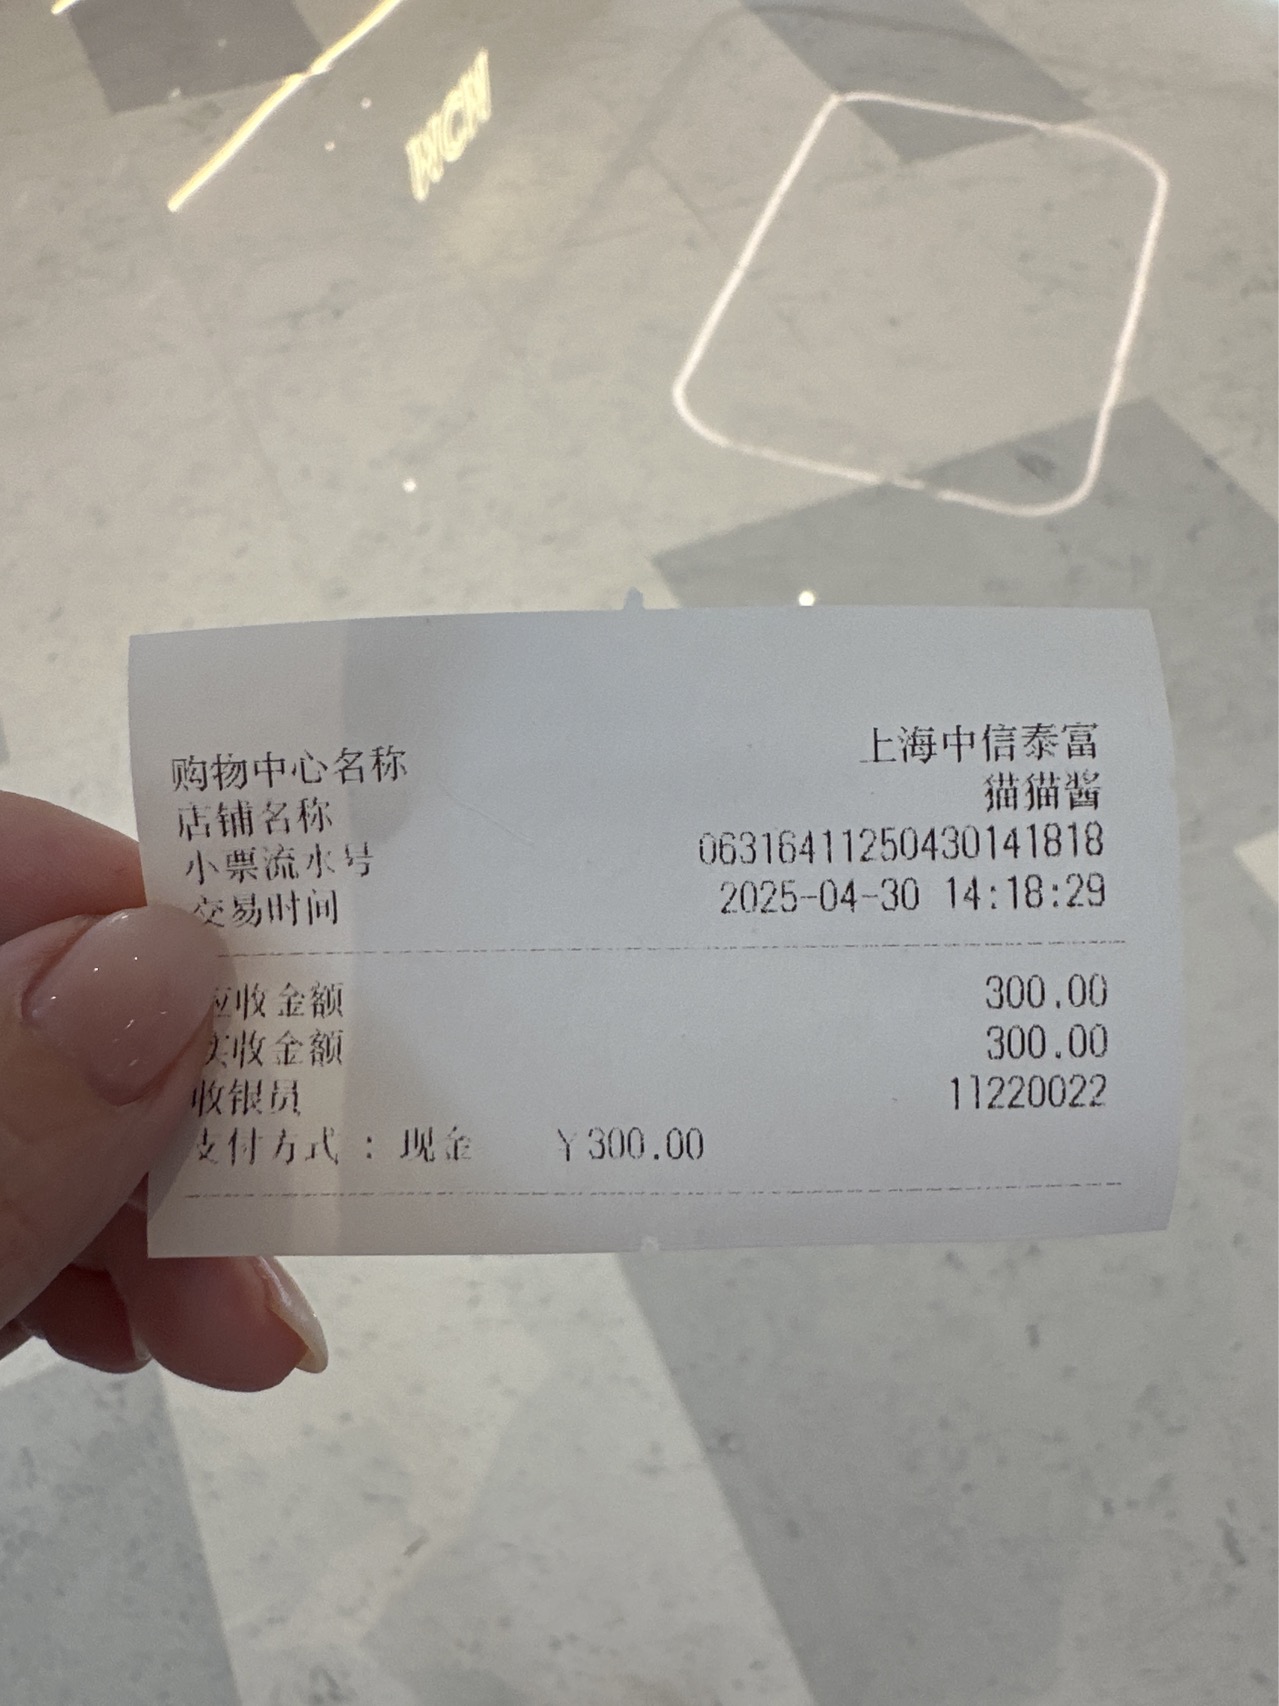 购物中心名称 上海中信泰富
店铺名称 猫猫酱
小票流水号 06316411250430141818
交易时间 2025-04-30 14:18:29
应收金额 300.00
实收金额 300.00
收银员 11220022
支付方式：现金 ￥300.00